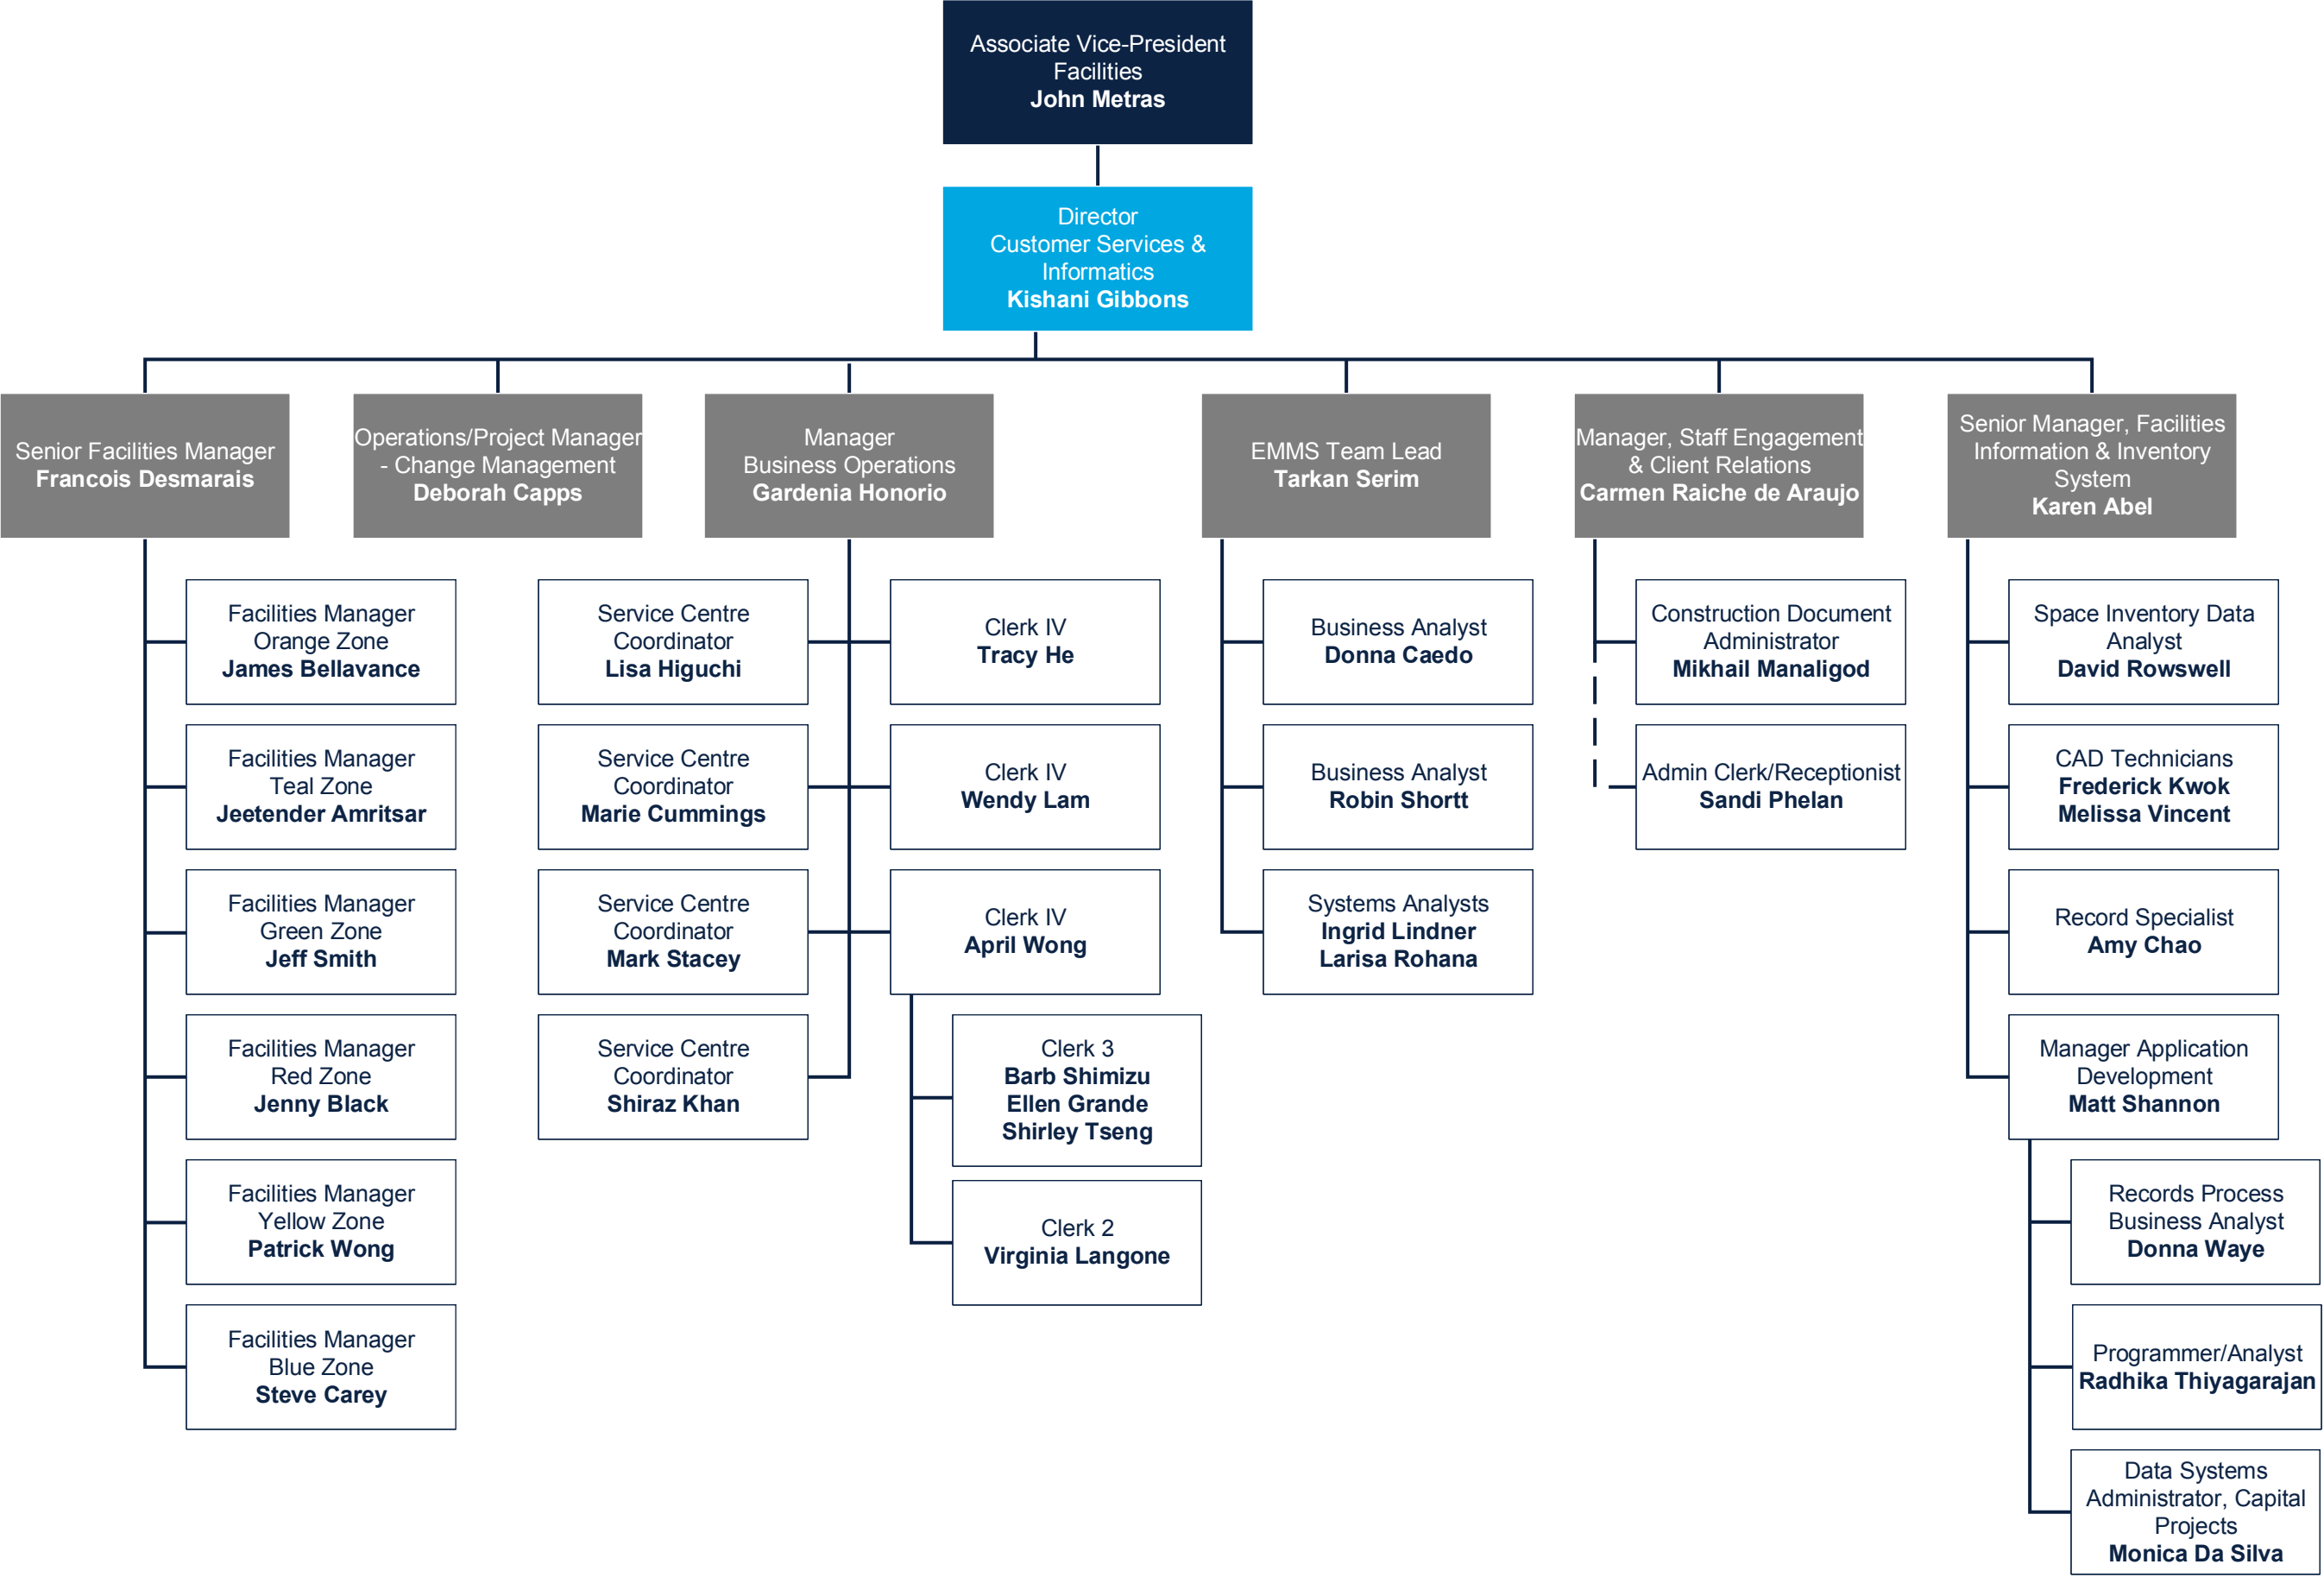 Associate Vice-President
Facilities
John Metras
Director
Customer Services &
Informatics
Kishani Gibbons
Senior Facilities Manager
Francois Desmarais
Operations/Project Manager
- Change Management
Deborah Capps
Manager
Business Operations
Gardenia Honorio
EMMS Team Lead
Tarkan Serim
Manager, Staff Engagement
& Client Relations
Carmen Raiche de Araujo
Senior Manager, Facilities
Information & Inventory
System
Karen Abel
Facilities Manager
Orange Zone
James Bellavance
Facilities Manager
Teal Zone
Jeetender Amritsar
Facilities Manager
Green Zone
Jeff Smith
Facilities Manager
Red Zone
Jenny Black
Facilities Manager
Yellow Zone
Patrick Wong
Facilities Manager
Blue Zone
Steve Carey
Service Centre
Coordinator
Lisa Higuchi
Service Centre
Coordinator
Marie Cummings
Service Centre
Coordinator
Mark Stacey
Service Centre
Coordinator
Shiraz Khan
Clerk IV
Tracy He
Clerk IV
Wendy Lam
Clerk IV
April Wong
Clerk 3
Barb Shimizu
Ellen Grande
Shirley Tseng
Clerk 2
Virginia Langone
Business Analyst
Donna Caedo
Business Analyst
Robin Shortt
Systems Analysts
Ingrid Lindner
Larisa Rohana
Construction Document
Administrator
Mikhail Manaligod
Admin Clerk/Receptionist
Sandi Phelan
Space Inventory Data
Analyst
David Rowswell
CAD Technicians
Frederick Kwok
Melissa Vincent
Record Specialist
Amy Chao
Manager Application
Development
Matt Shannon
Records Process
Business Analyst
Donna Waye
Programmer/Analyst
Radhika Thiyagarajan
Data Systems
Administrator, Capital
Projects
Monica Da Silva